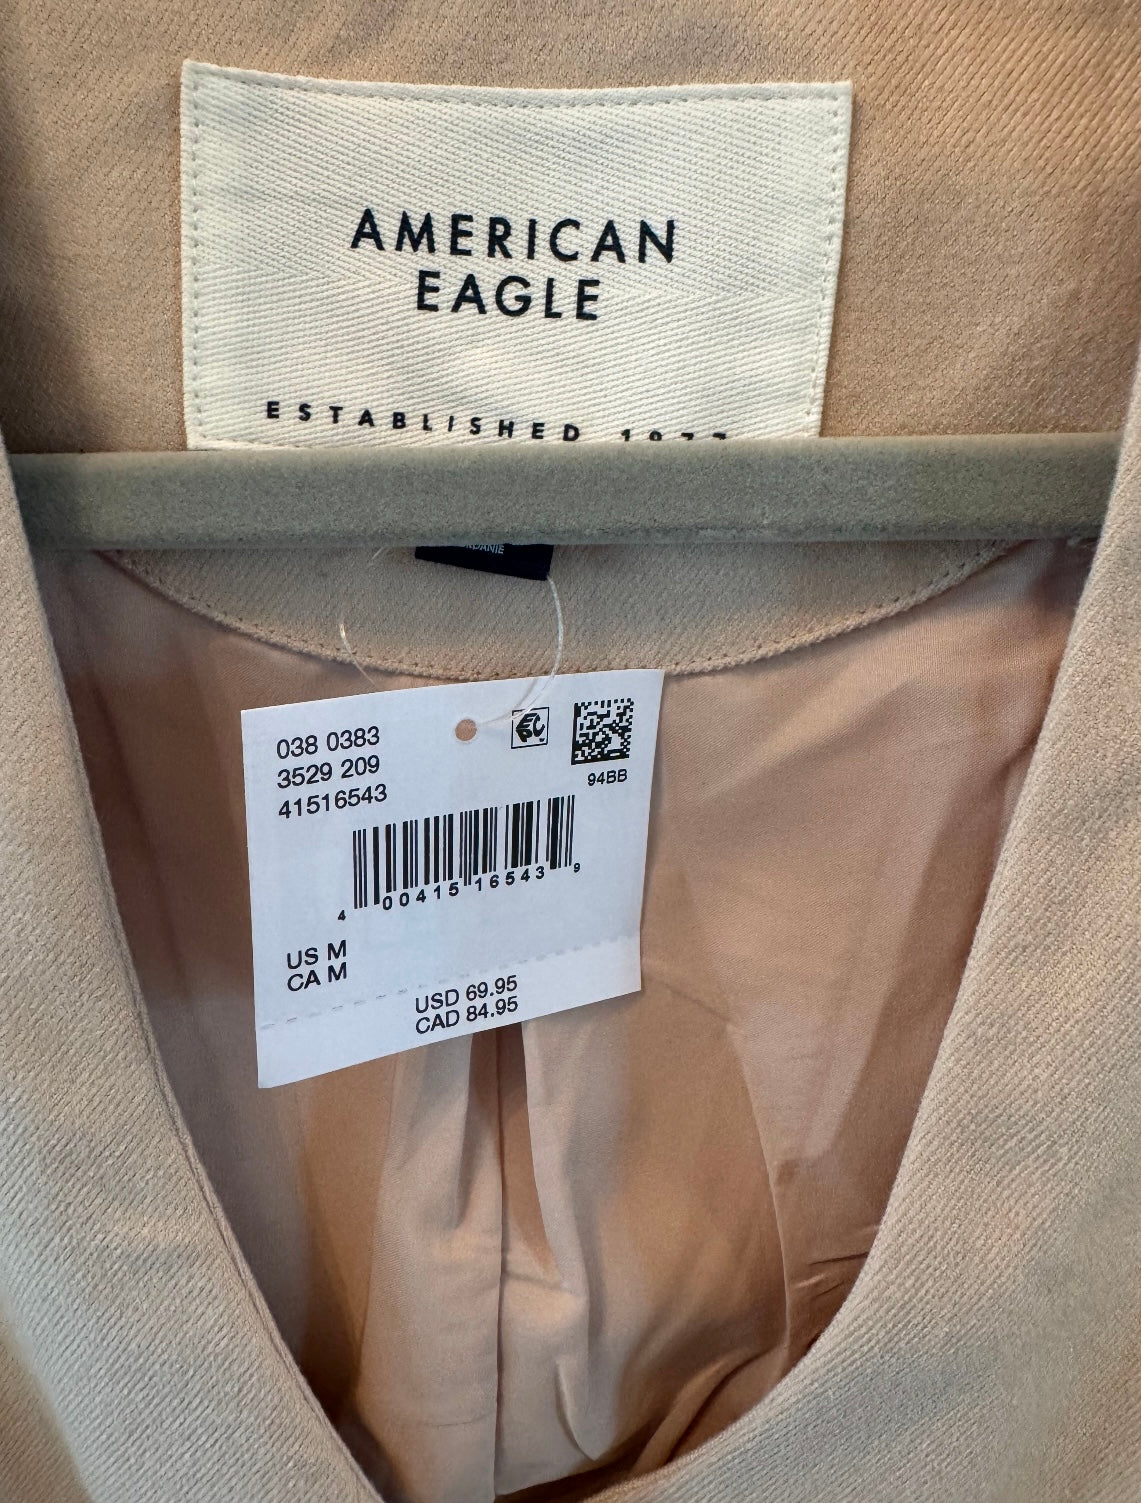 AMERICAN
EAGLE
ESTABLISHED 1977
038 0383
3529 209
41516543
94BB
4 00415 16543 9
US M
CA M
USD 69.95
CAD 84.95